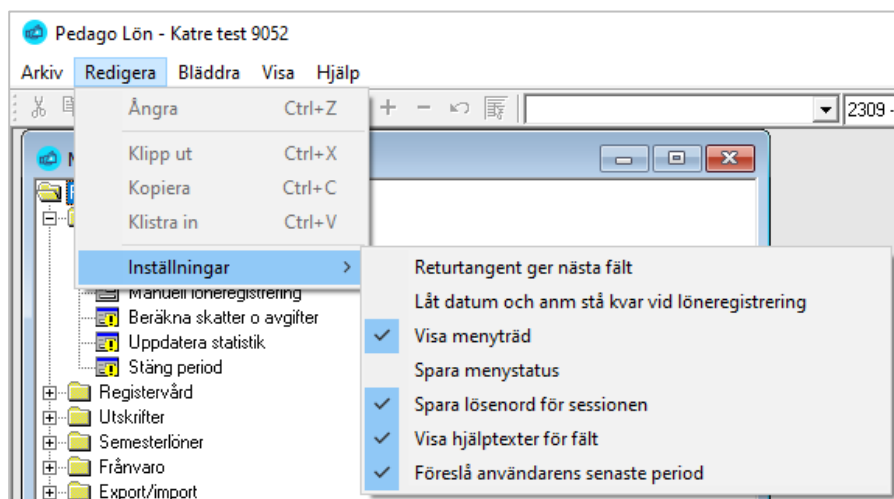 Pedago Lön - Katre test 9052
Arkiv Redigera Bläddra Visa Hjälp
2309 -
Ångra Ctrl+Z
Klipp ut Ctrl+X
Kopiera Ctrl+C
Klistra in Ctrl+V
Inställningar
Returtangent ger nästa fält
Låt datum och anm stå kvar vid löneregistrering
Visa menyträd
Spara menystatus
Spara lösenord för sessionen
Visa hjälptexter för fält
Föreslå användarens senaste period
Manuell löneregistrering
Beräkna skatter o avgifter
Uppdatera statistik
Stäng period
Registervård
Utskrifter
Semesterlöner
Frånvaro
Export/import